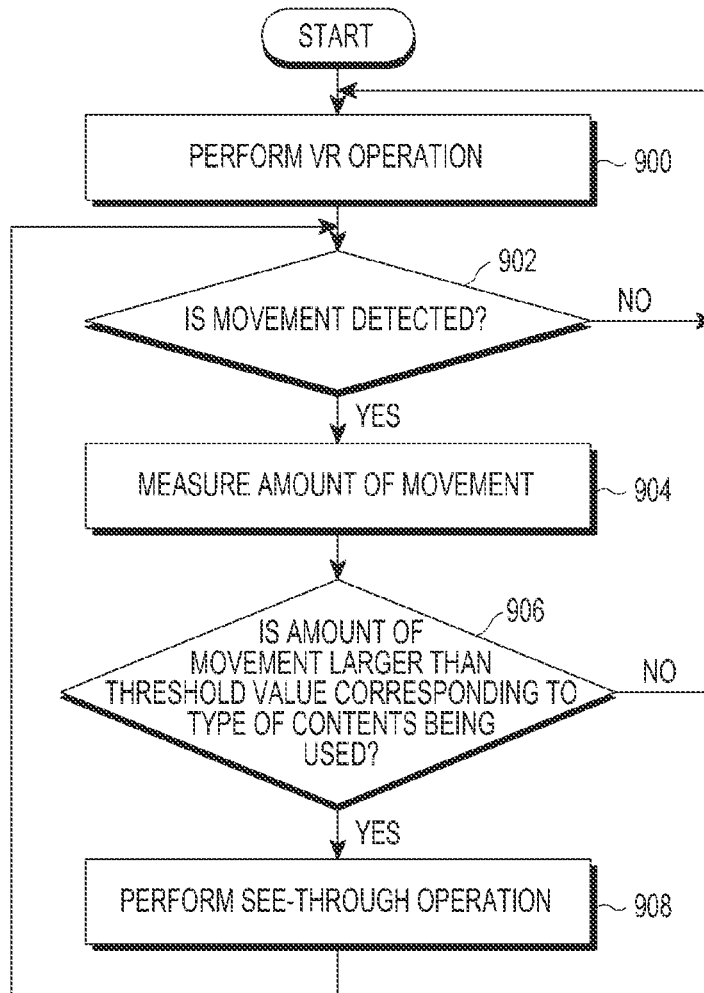 START
PERFORM VR OPERATION
900
902
IS MOVEMENT DETECTED?
NO
YES
MEASURE AMOUNT OF MOVEMENT
904
906
IS AMOUNT OF
MOVEMENT LARGER THAN
THRESHOLD VALUE CORRESPONDING TO
TYPE OF CONTENTS BEING
USED?
NO
YES
PERFORM SEE-THROUGH OPERATION
908